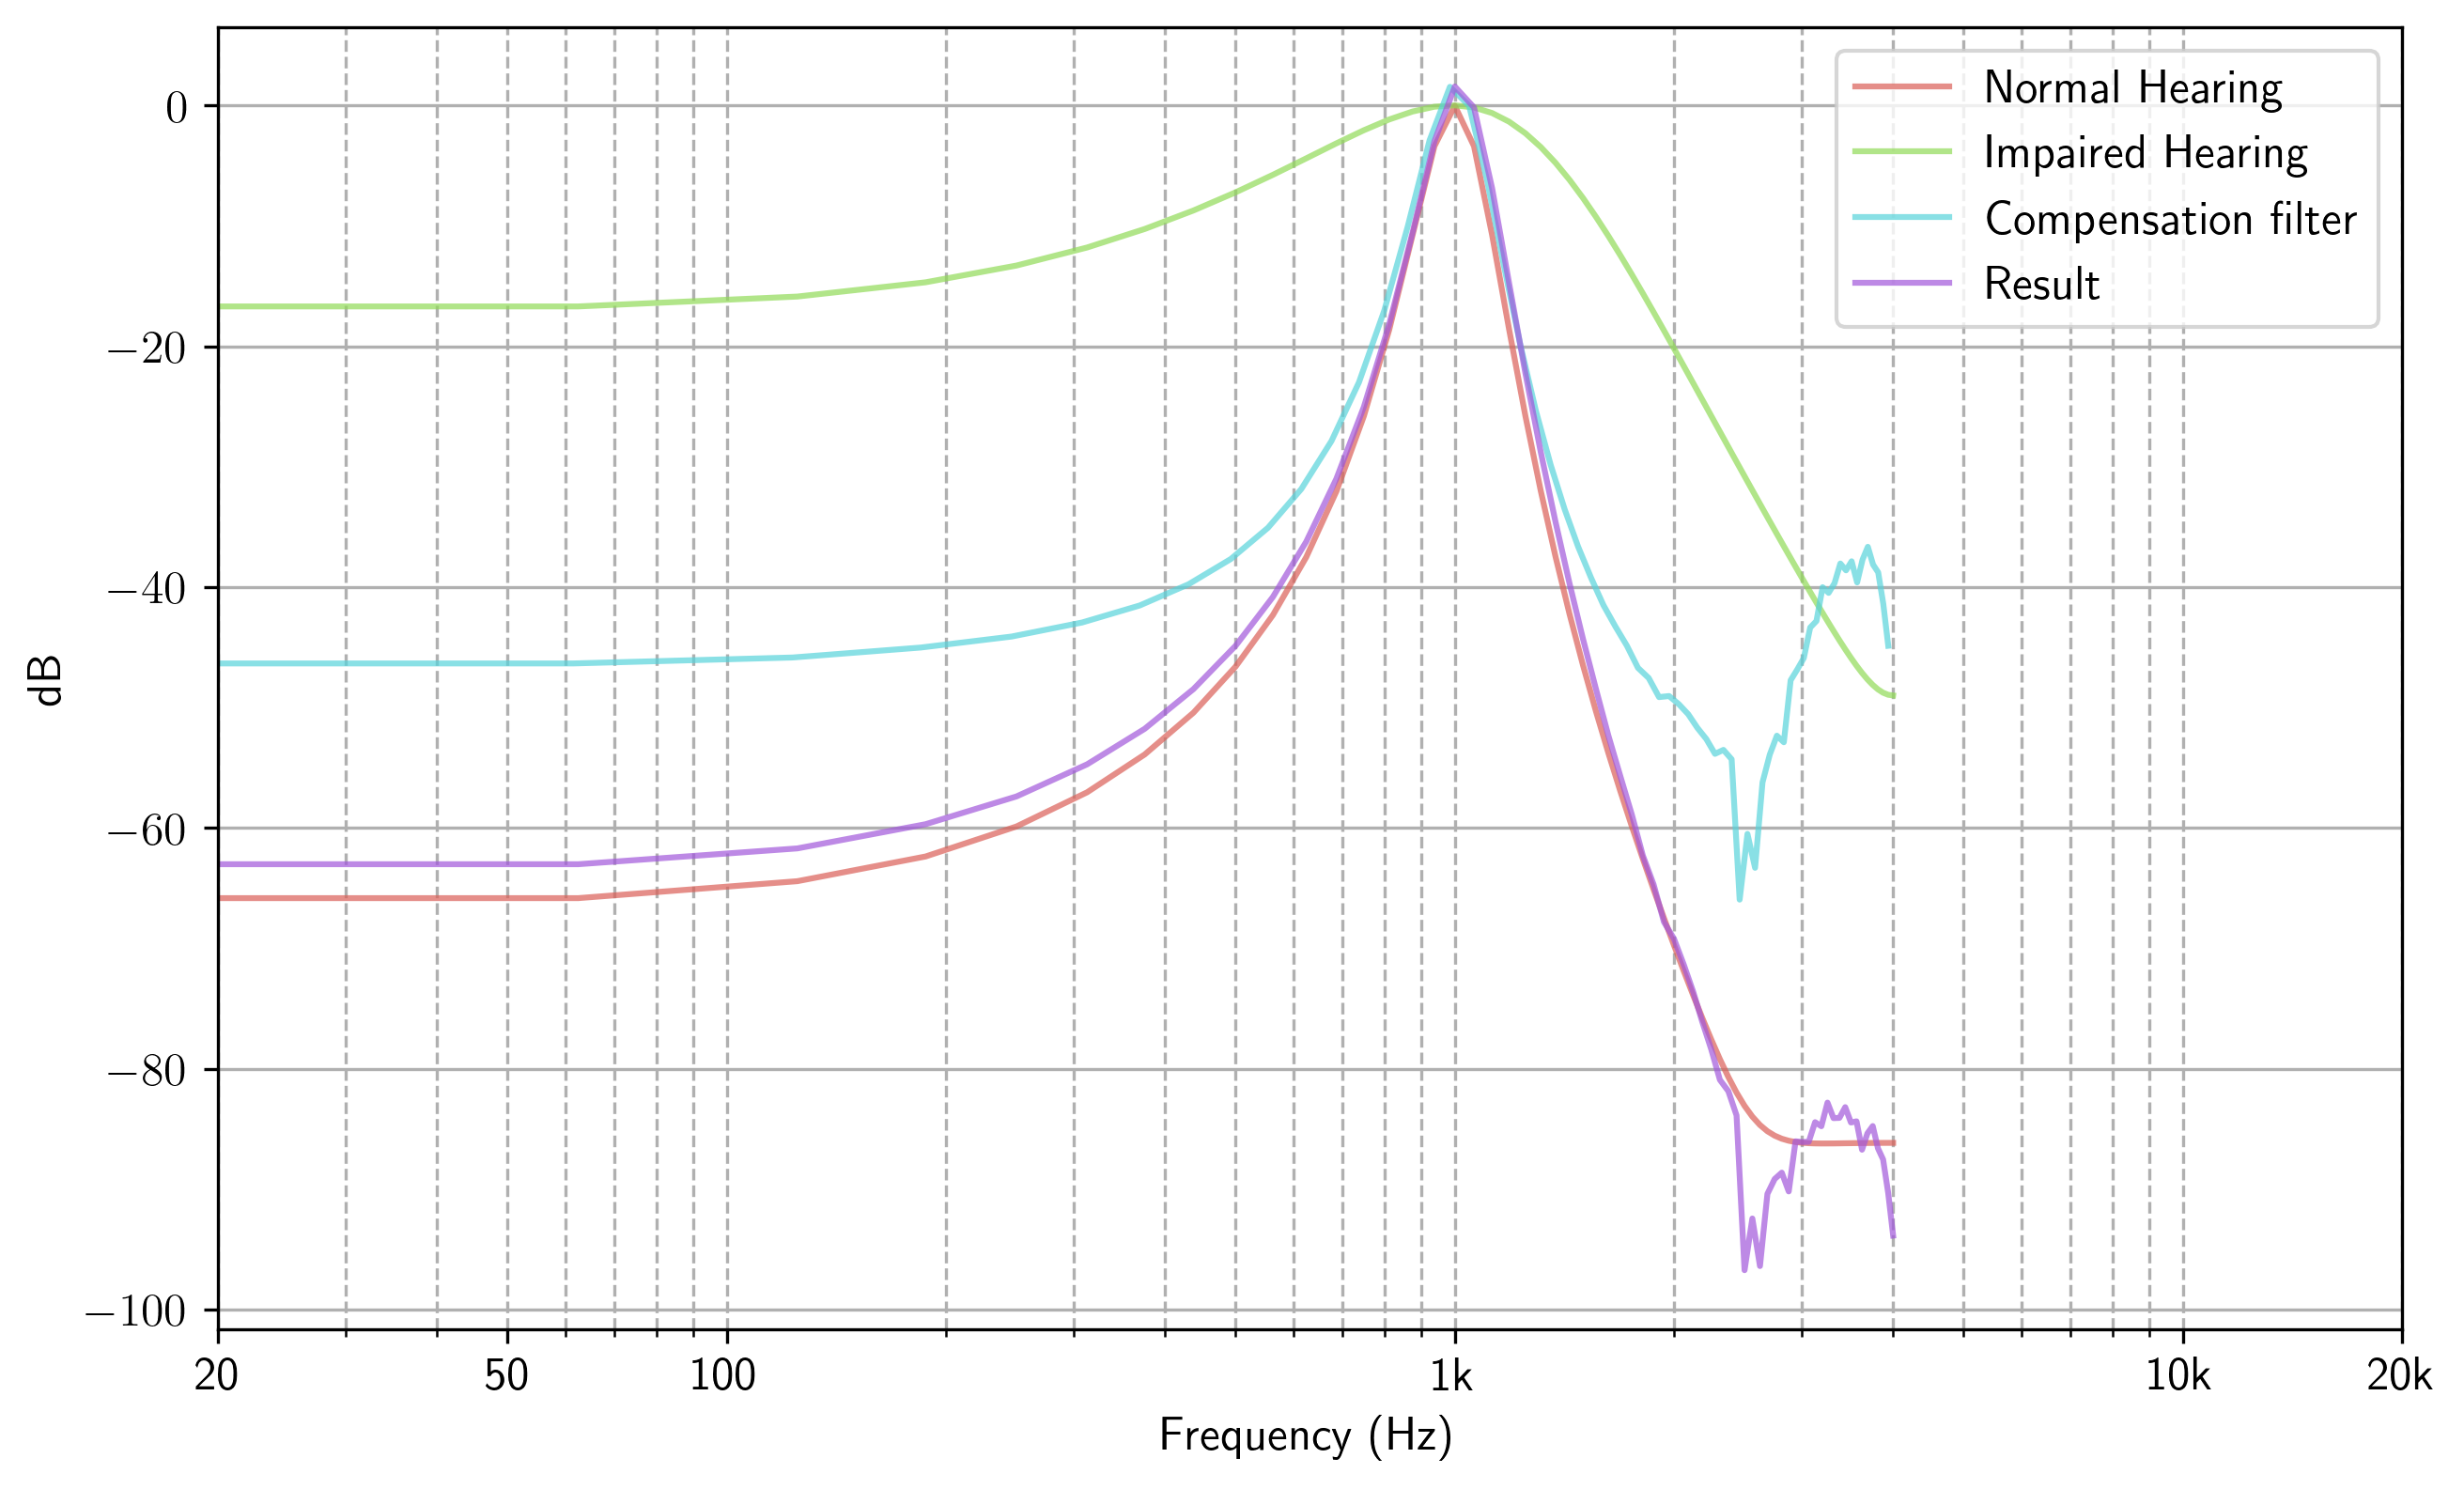 Normal Hearing
Impaired Hearing
Compensation filter
Result
0
−20
−40
−60
−80
−100
dB
20 50 100 1k 10k 20k
Frequency (Hz)